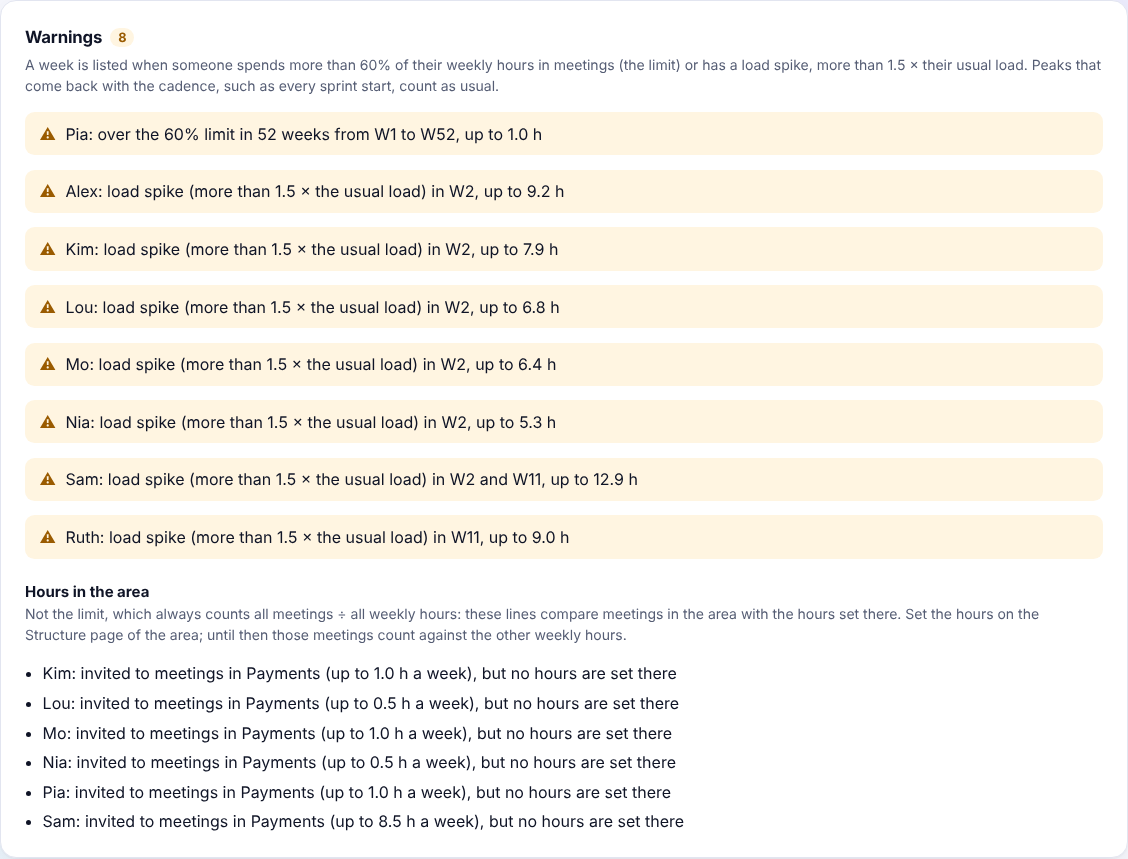 Warnings 8
A week is listed when someone spends more than 60% of their weekly hours in meetings (the limit) or has a load spike, more than 1.5 × their usual load. Peaks that
come back with the cadence, such as every sprint start, count as usual.
Pia: over the 60% limit in 52 weeks from W1 to W52, up to 1.0 h
Alex: load spike (more than 1.5 × the usual load) in W2, up to 9.2 h
Kim: load spike (more than 1.5 × the usual load) in W2, up to 7.9 h
Lou: load spike (more than 1.5 × the usual load) in W2, up to 6.8 h
Mo: load spike (more than 1.5 × the usual load) in W2, up to 6.4 h
Nia: load spike (more than 1.5 × the usual load) in W2, up to 5.3 h
Sam: load spike (more than 1.5 × the usual load) in W2 and W11, up to 12.9 h
Ruth: load spike (more than 1.5 × the usual load) in W11, up to 9.0 h
Hours in the area
Not the limit, which always counts all meetings ÷ all weekly hours: these lines compare meetings in the area with the hours set there. Set the hours on the
Structure page of the area; until then those meetings count against the other weekly hours.
• Kim: invited to meetings in Payments (up to 1.0 h a week), but no hours are set there
• Lou: invited to meetings in Payments (up to 0.5 h a week), but no hours are set there
• Mo: invited to meetings in Payments (up to 1.0 h a week), but no hours are set there
• Nia: invited to meetings in Payments (up to 0.5 h a week), but no hours are set there
• Pia: invited to meetings in Payments (up to 1.0 h a week), but no hours are set there
• Sam: invited to meetings in Payments (up to 8.5 h a week), but no hours are set there